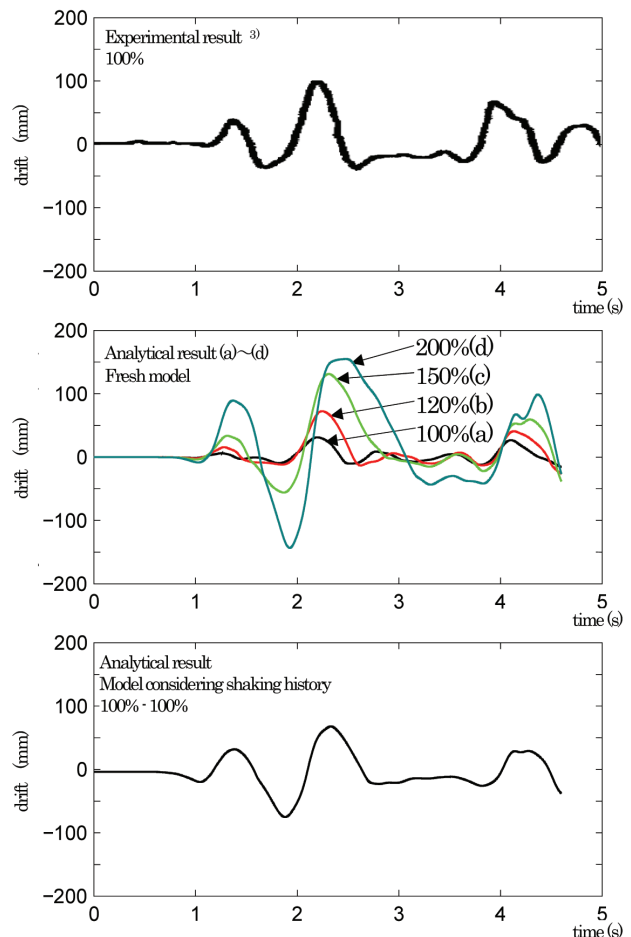 200
Experimental result 3)
100%
100
0
-100
-200
drift (mm)
0 1 2 3 4 5
time (s)
200
Analytical result (a)~(d)
Fresh model
200%(d)
150%(c)
120%(b)
100%(a)
100
0
-100
-200
0 1 2 3 4 5
time (s)
200
Analytical result
Model considering shaking history
100% - 100%
100
0
-100
-200
drift (mm)
0 1 2 3 4 5
time (s)